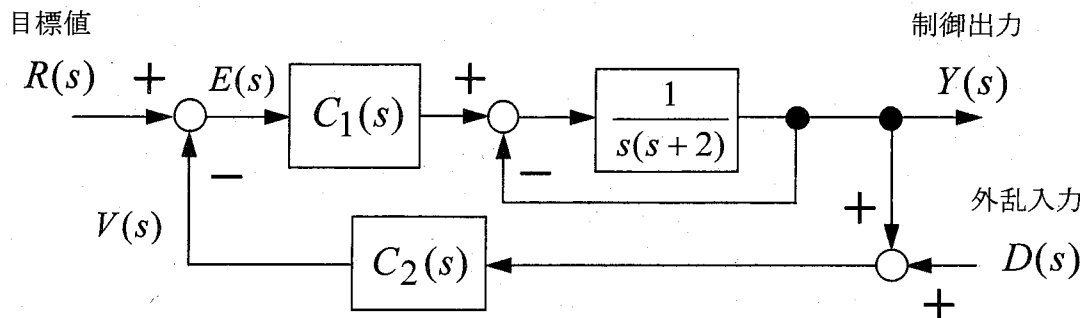 目標値
制御出力
R(s)
+
E(s)
C₁(s)
+
1
s(s+2)
Y(s)
−
−
+
外乱入力
V(s)
C₂(s)
D(s)
+